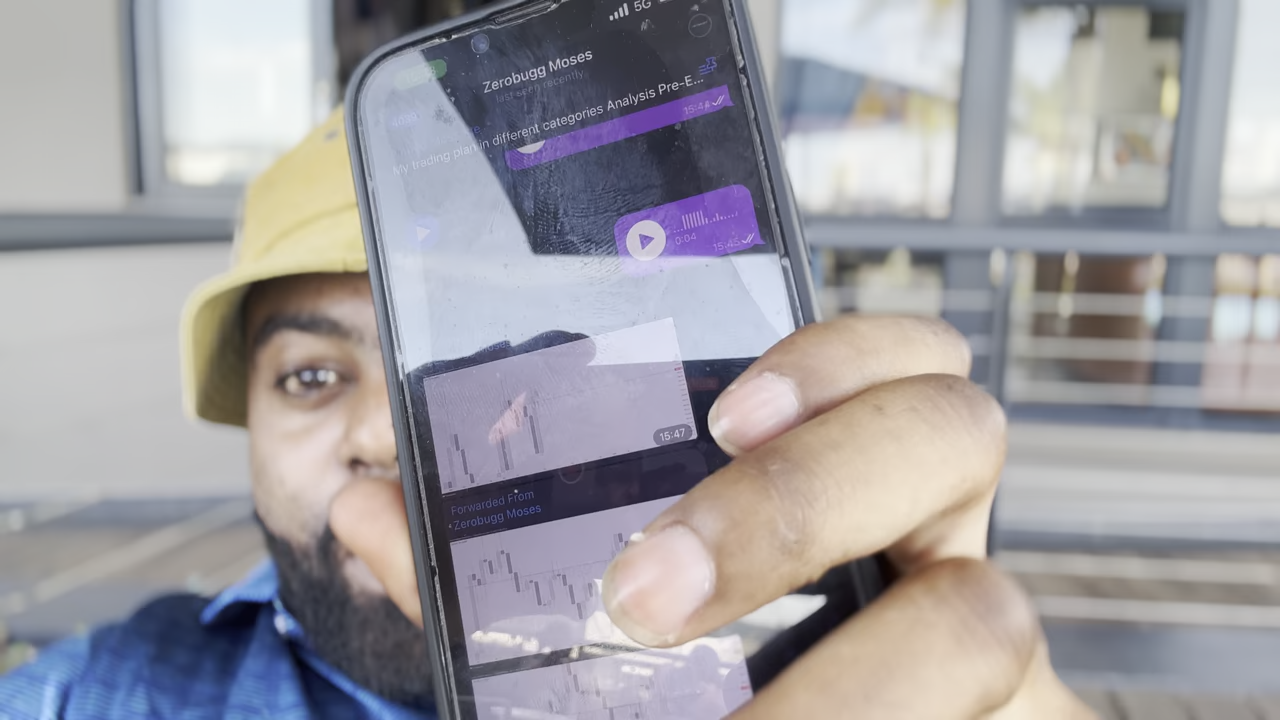 5G
Zerobugg Moses
last seen recently
My trading plan in different categories Analysis Pre-E...
15:44
0:04
15:45
15:47
Forwarded From
Zerobugg Moses